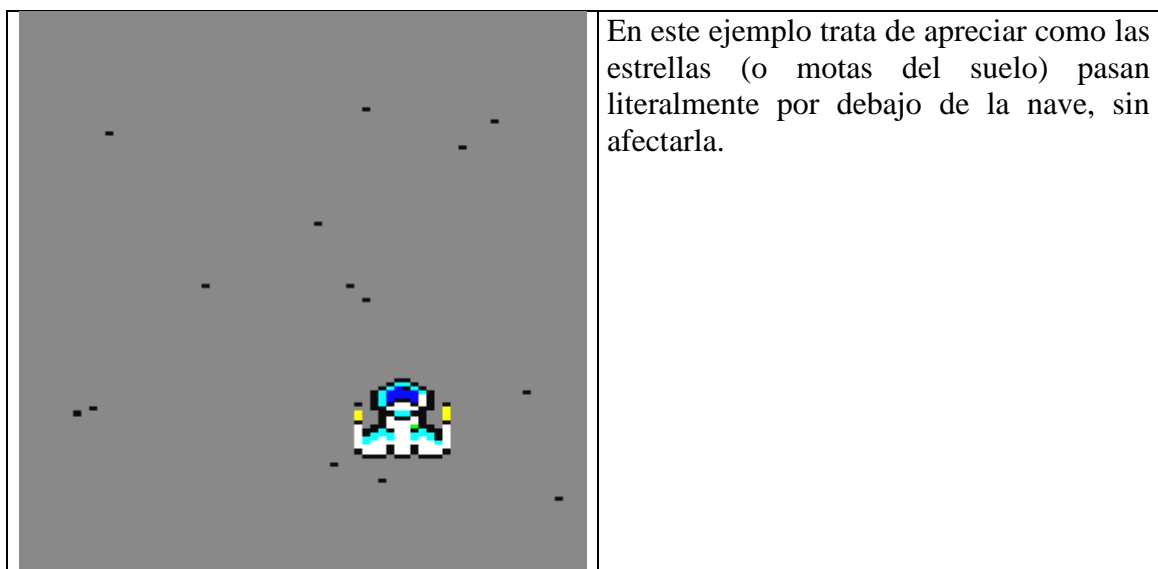 En este ejemplo trata de apreciar como las
estrellas (o motas del suelo) pasan
literalmente por debajo de la nave, sin
afectarla.